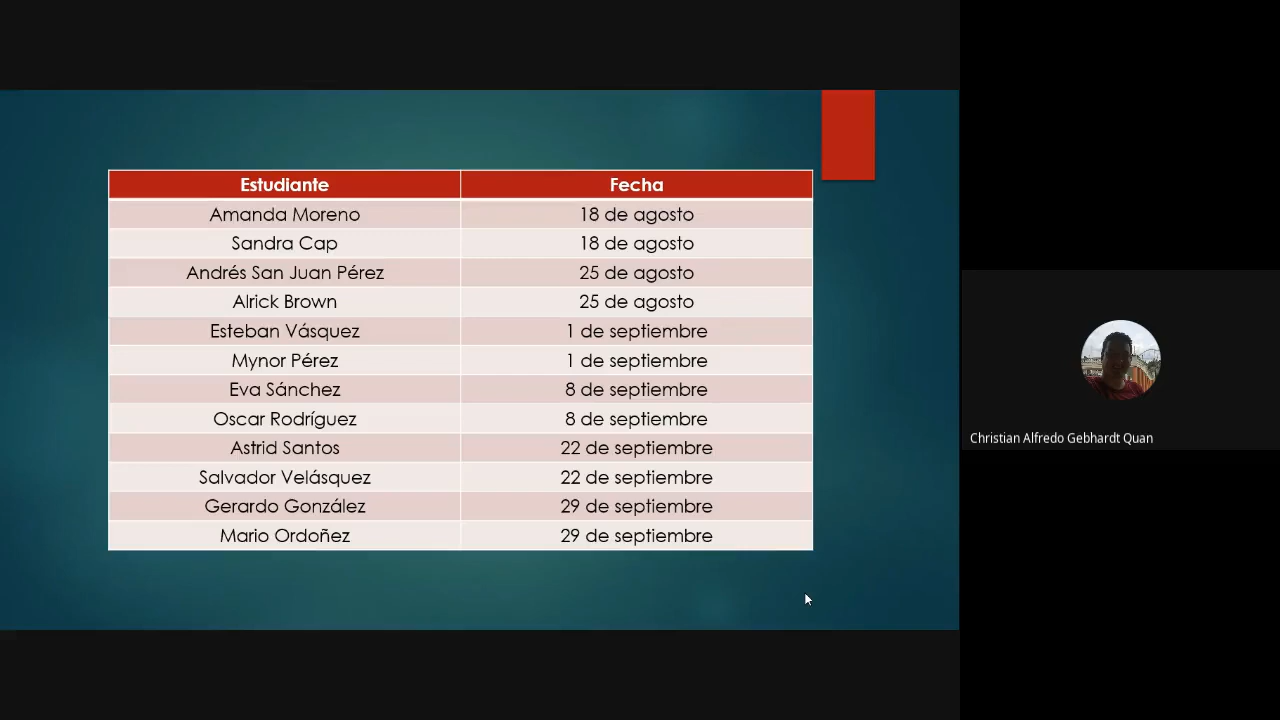 Estudiante Fecha
Amanda Moreno 18 de agosto
Sandra Cap 18 de agosto
Andrés San Juan Pérez 25 de agosto
Alrick Brown 25 de agosto
Esteban Vásquez 1 de septiembre
Mynor Pérez 1 de septiembre
Eva Sánchez 8 de septiembre
Oscar Rodríguez 8 de septiembre
Astrid Santos 22 de septiembre
Salvador Velásquez 22 de septiembre
Gerardo González 29 de septiembre
Mario Ordoñez 29 de septiembre
Christian Alfredo Gebhardt Quan